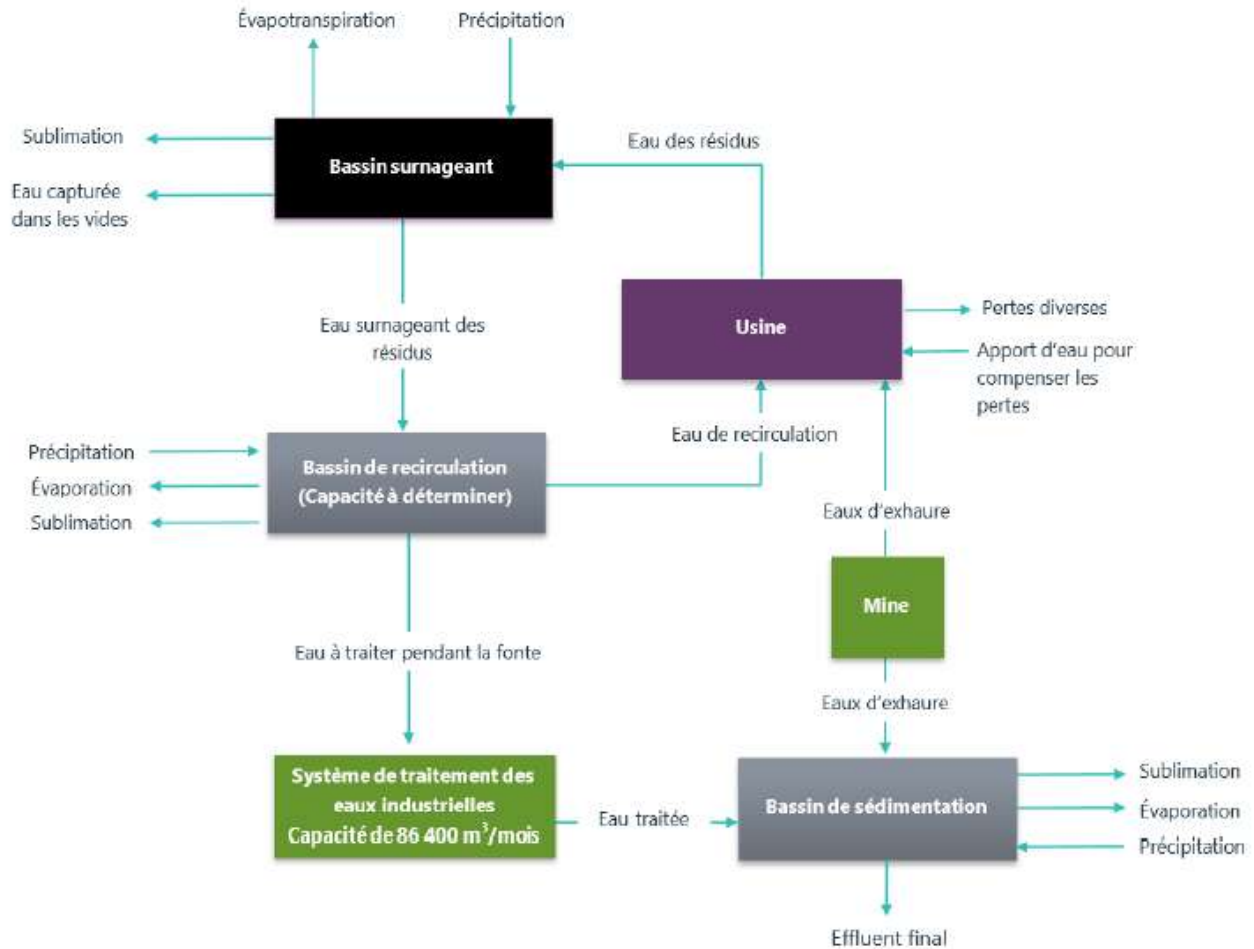 Évapotranspiration
Précipitation
Sublimation
Eau capturée
dans les vides
Bassin surnageant
Eau des résidus
Usine
Pertes diverses
Apport d'eau pour
compenser les
pertes
Eau surnageant des
résidus
Eau de recirculation
Précipitation
Évaporation
Sublimation
Bassin de recirculation
(Capacité à déterminer)
Eaux d'exhaure
Mine
Eau à traiter pendant la fonte
Eaux d'exhaure
Système de traitement des
eaux industrielles
Capacité de 86 400 m³/mois
Eau traitée
Bassin de sédimentation
Sublimation
Évaporation
Précipitation
Effluent final